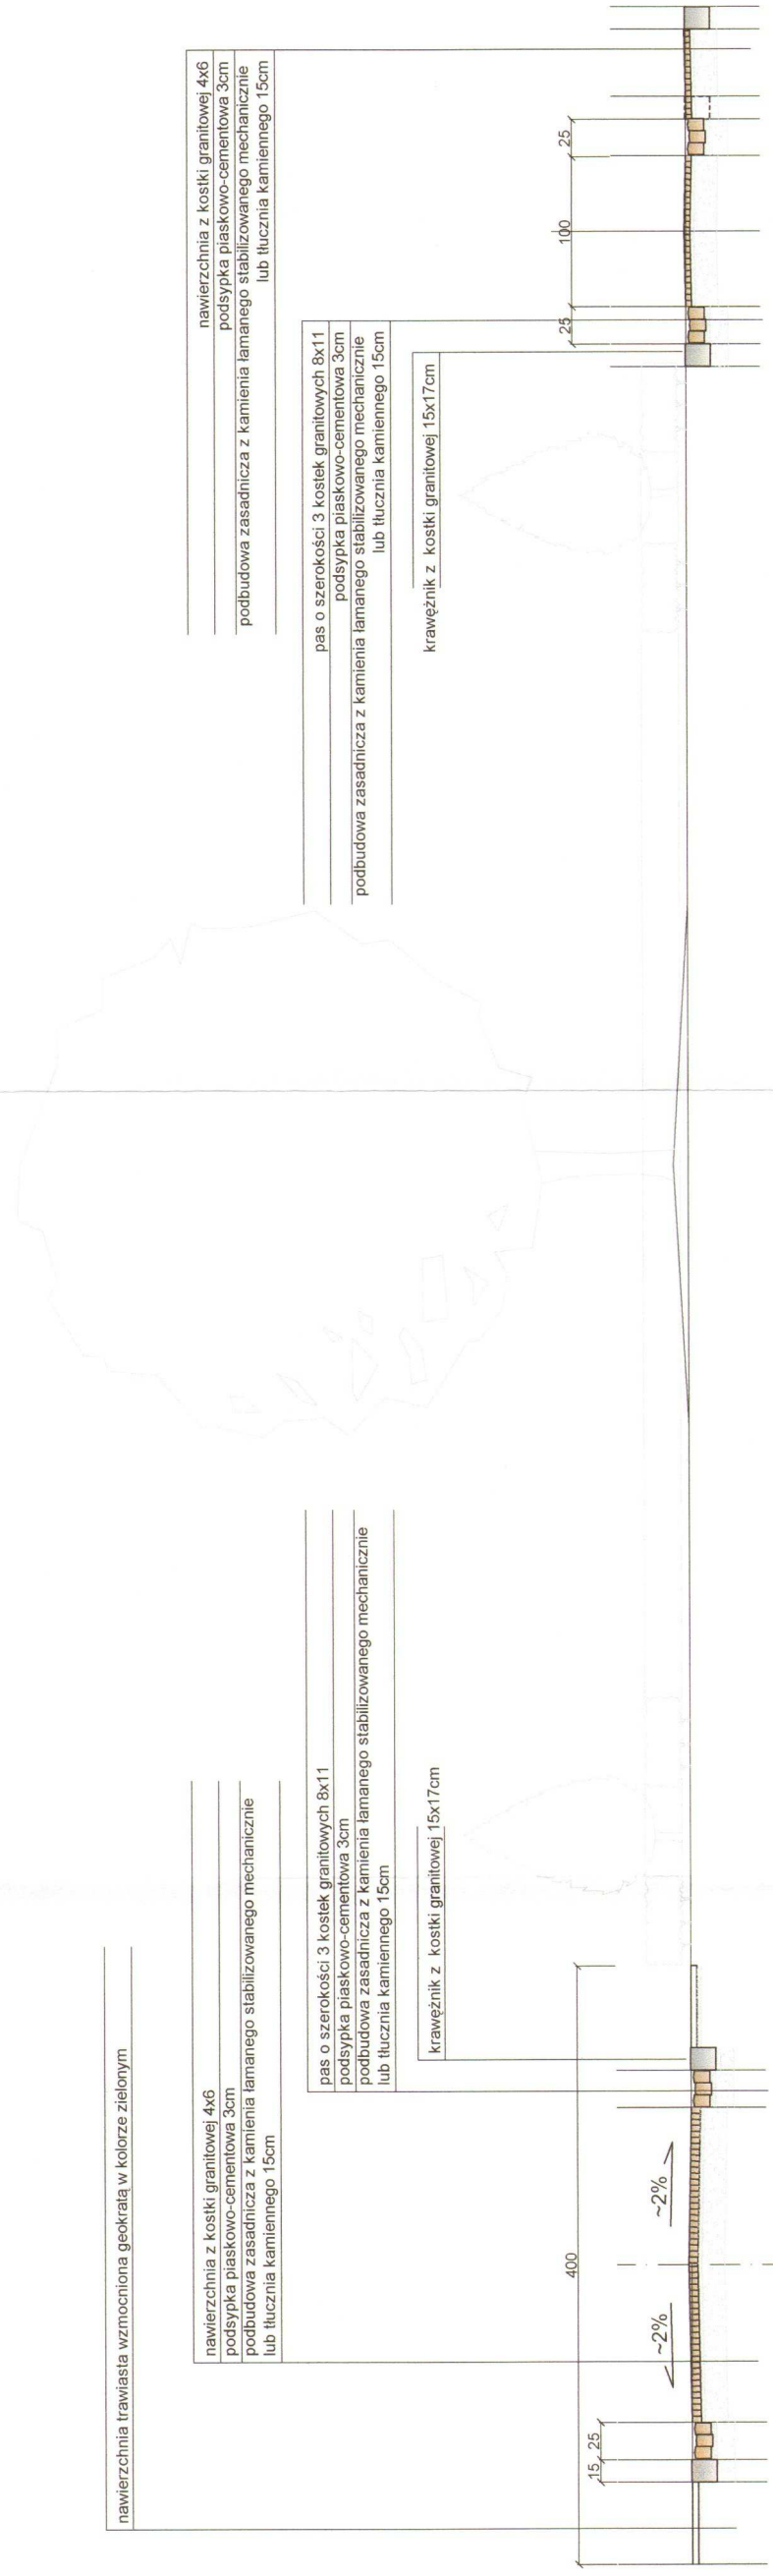 nawierzchnia trawiasta wzmocniona geokratą w kolorze zielonym
nawierzchnia z kostki granitowej 4x6
podsypka piaskowo-cementowa 3cm
podbudowa zasadnicza z kamienia łamanego stabilizowanego mechanicznie
lub tłucznia kamiennego 15cm
pas o szerokości 3 kostek granitowych 8x11
podsypka piaskowo-cementowa 3cm
podbudowa zasadnicza z kamienia łamanego stabilizowanego mechanicznie
lub tłucznia kamiennego 15cm
krawężnik z kostki granitowej 15x17cm
400
15
25
~2%
~2%
nawierzchnia z kostki granitowej 4x6
podsypka piaskowo-cementowa 3cm
podbudowa zasadnicza z kamienia łamanego stabilizowanego mechanicznie
lub tłucznia kamiennego 15cm
pas o szerokości 3 kostek granitowych 8x11
podsypka piaskowo-cementowa 3cm
podbudowa zasadnicza z kamienia łamanego stabilizowanego mechanicznie
lub tłucznia kamiennego 15cm
krawężnik z kostki granitowej 15x17cm
25
100
25